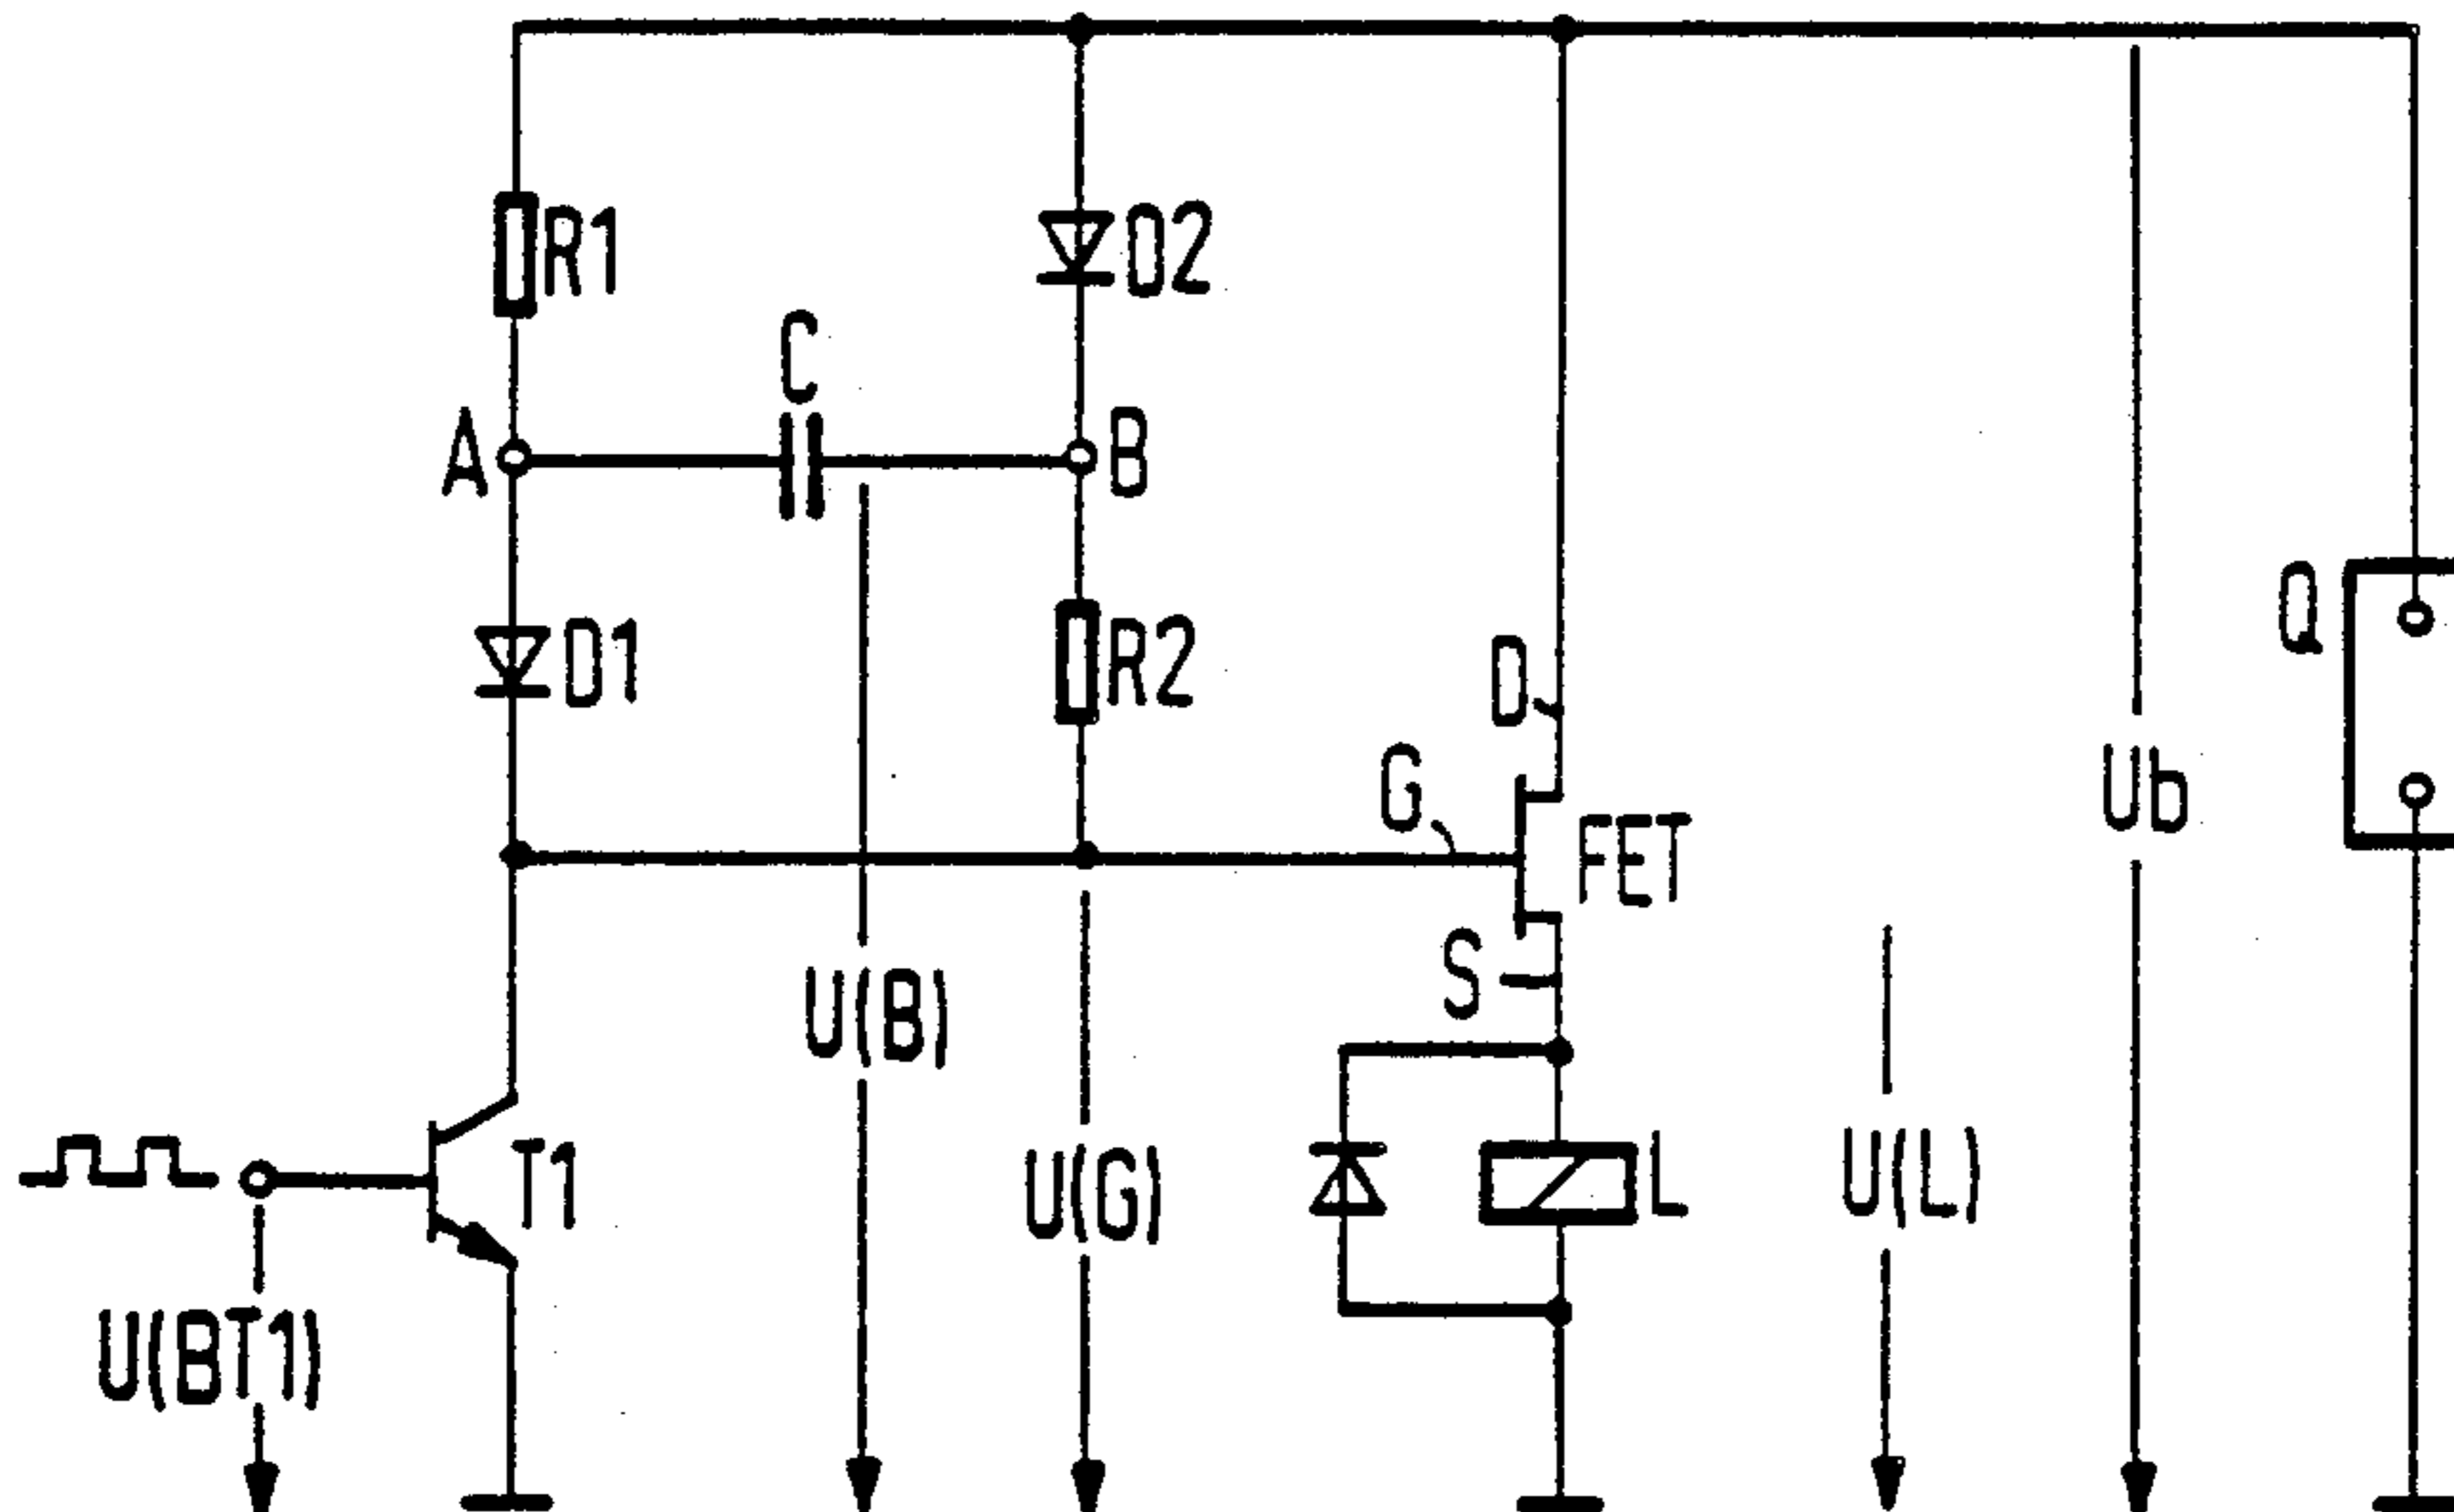 R1
D2
C
A
B
Q
D1
R2
D
Ub
G
FET
S
U(B)
T1
U(G)
L
U(L)
U(BT1)